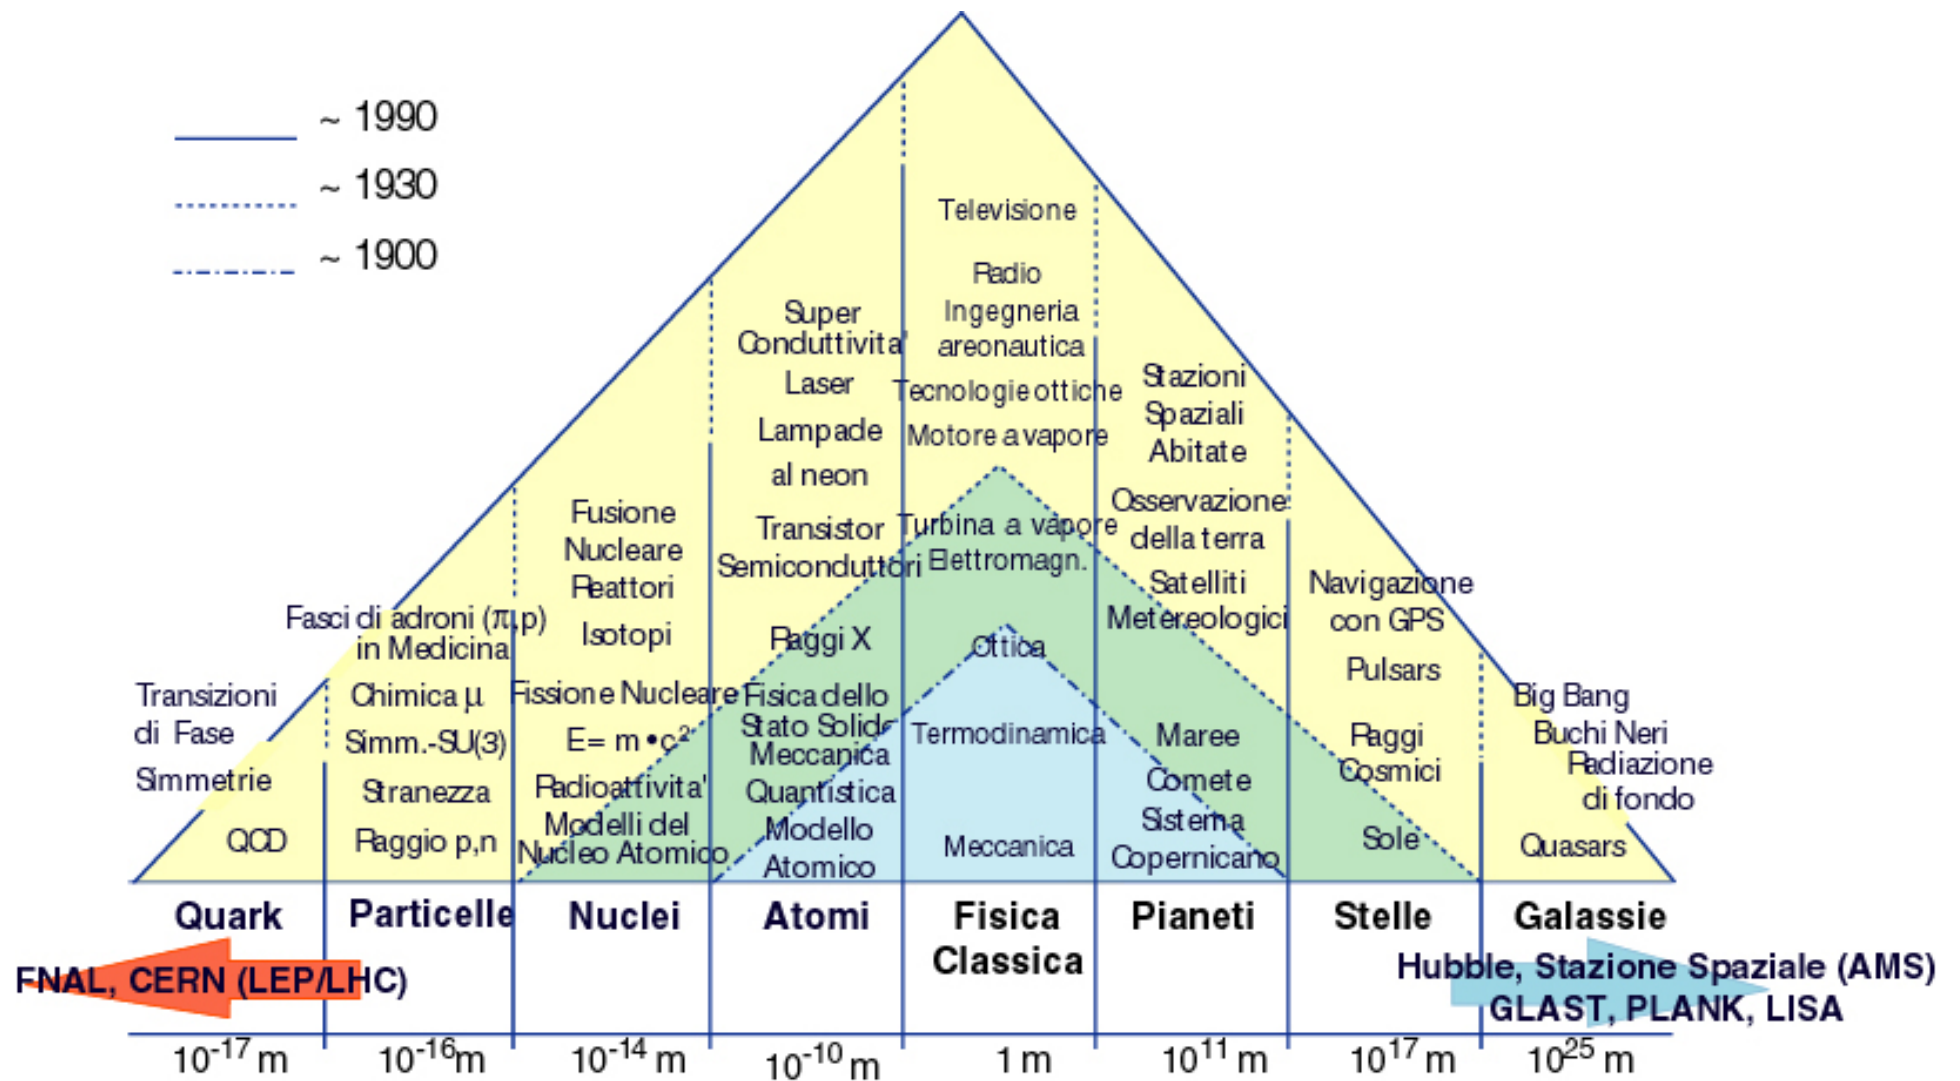 ~ 1990
~ 1930
~ 1900
Transizioni
di Fase
Simmetrie
QCD
Fasci di adroni (π,p)
in Medicina
Chimica μ
Simm.-SU(3)
Stranezza
Raggio p,n
Fusione
Nucleare
Reattori
Isotopi
Fissione Nucleare
E= m•c²
Radioattivita'
Modelli del
Nucleo Atomico
Super
Conduttivita'
Laser
Lampade
al neon
Transistor
Semiconduttori
Raggi X
Fisica dello
Stato Solido
Meccanica
Quantistica
Modello
Atomico
Televisione
Radio
Ingegneria
areonautica
Tecnologie ottiche
Motore a vapore
Turbina a vapore
Elettromagn.
Ottica
Termodinamica
Meccanica
Stazioni
Spaziali
Abitate
Osservazione
della terra
Satelliti
Metereologici
Maree
Comete
Sistema
Copernicano
Navigazione
con GPS
Pulsars
Raggi
Cosmici
Sole
Big Bang
Buchi Neri
Radiazione
di fondo
Quasars
Quark
Particelle
Nuclei
Atomi
Fisica
Classica
Pianeti
Stelle
Galassie
FNAL, CERN (LEP/LHC)
Hubble, Stazione Spaziale (AMS)
GLAST, PLANK, LISA
10⁻¹⁷ m
10⁻¹⁶ m
10⁻¹⁴ m
10⁻¹⁰ m
1 m
10¹¹ m
10¹⁷ m
10²⁵ m